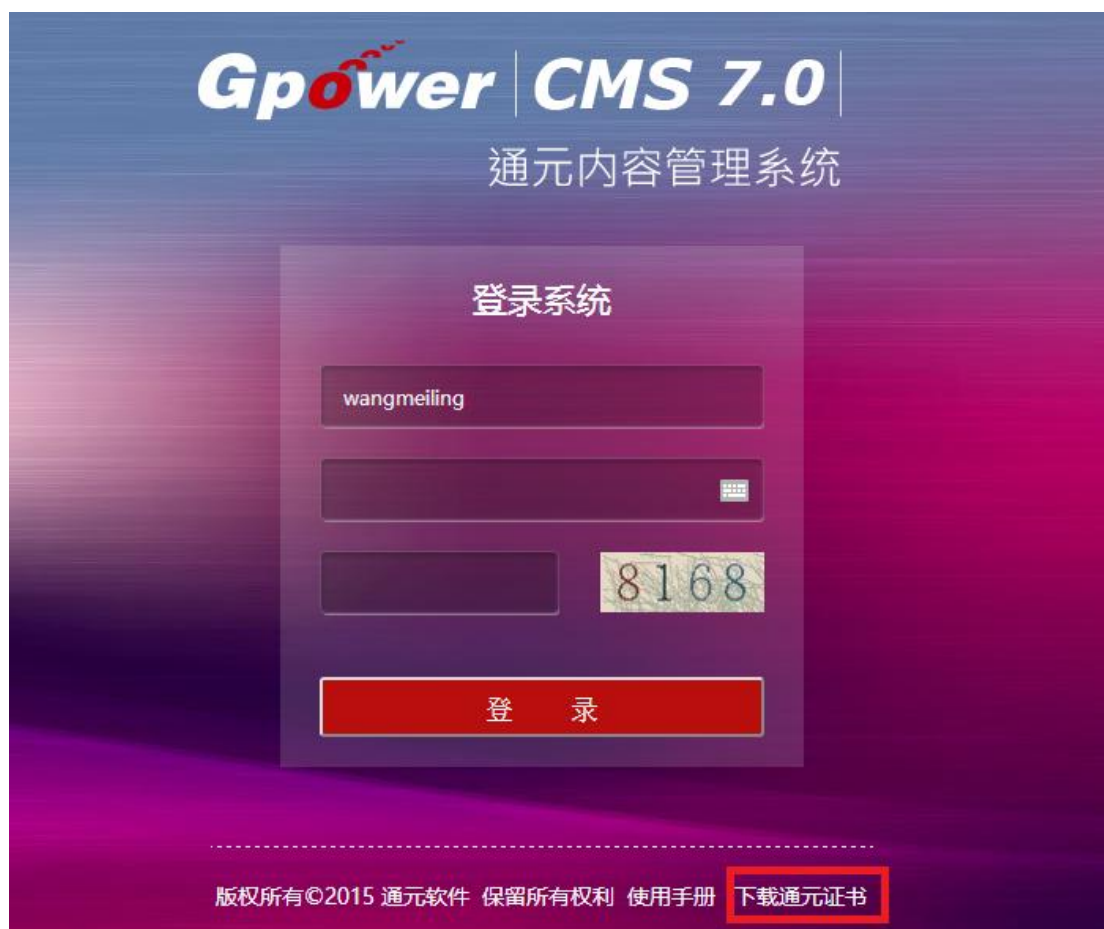 Gpower CMS 7.0
通元内容管理系统
登录系统
wangmeiling
8168
登 录
版权所有©2015 通元软件 保留所有权利 使用手册 下载通元证书